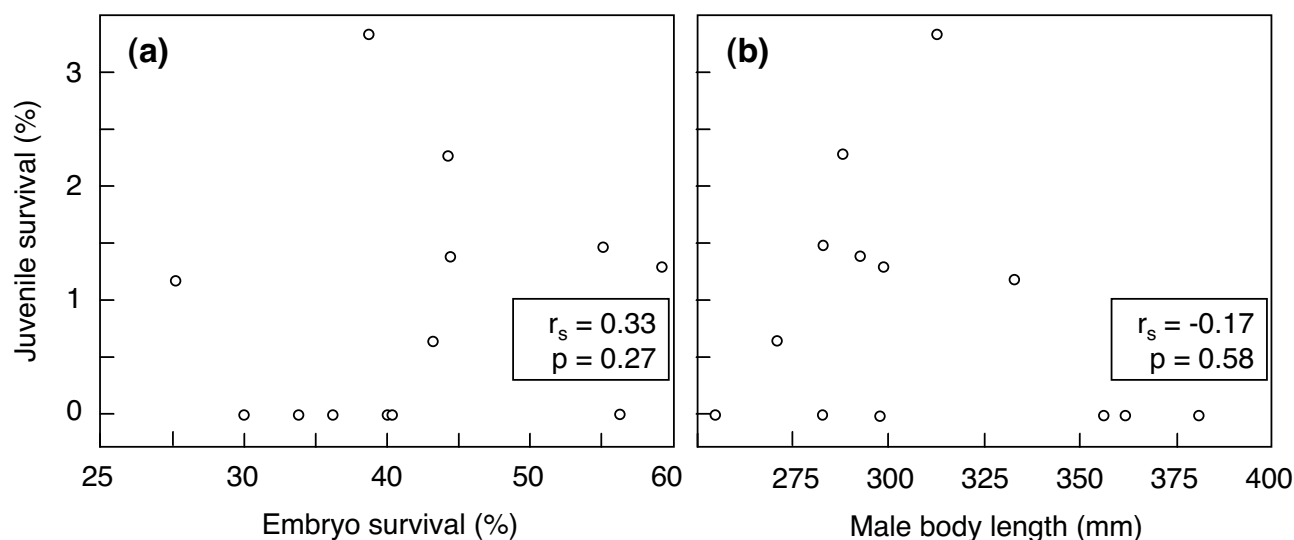 (a)
(b)
Juvenile survival (%)
3
2
1
0
r_s = 0.33
p = 0.27
r_s = -0.17
p = 0.58
25 30 40 50 60
275 300 325 350 375 400
Embryo survival (%)
Male body length (mm)